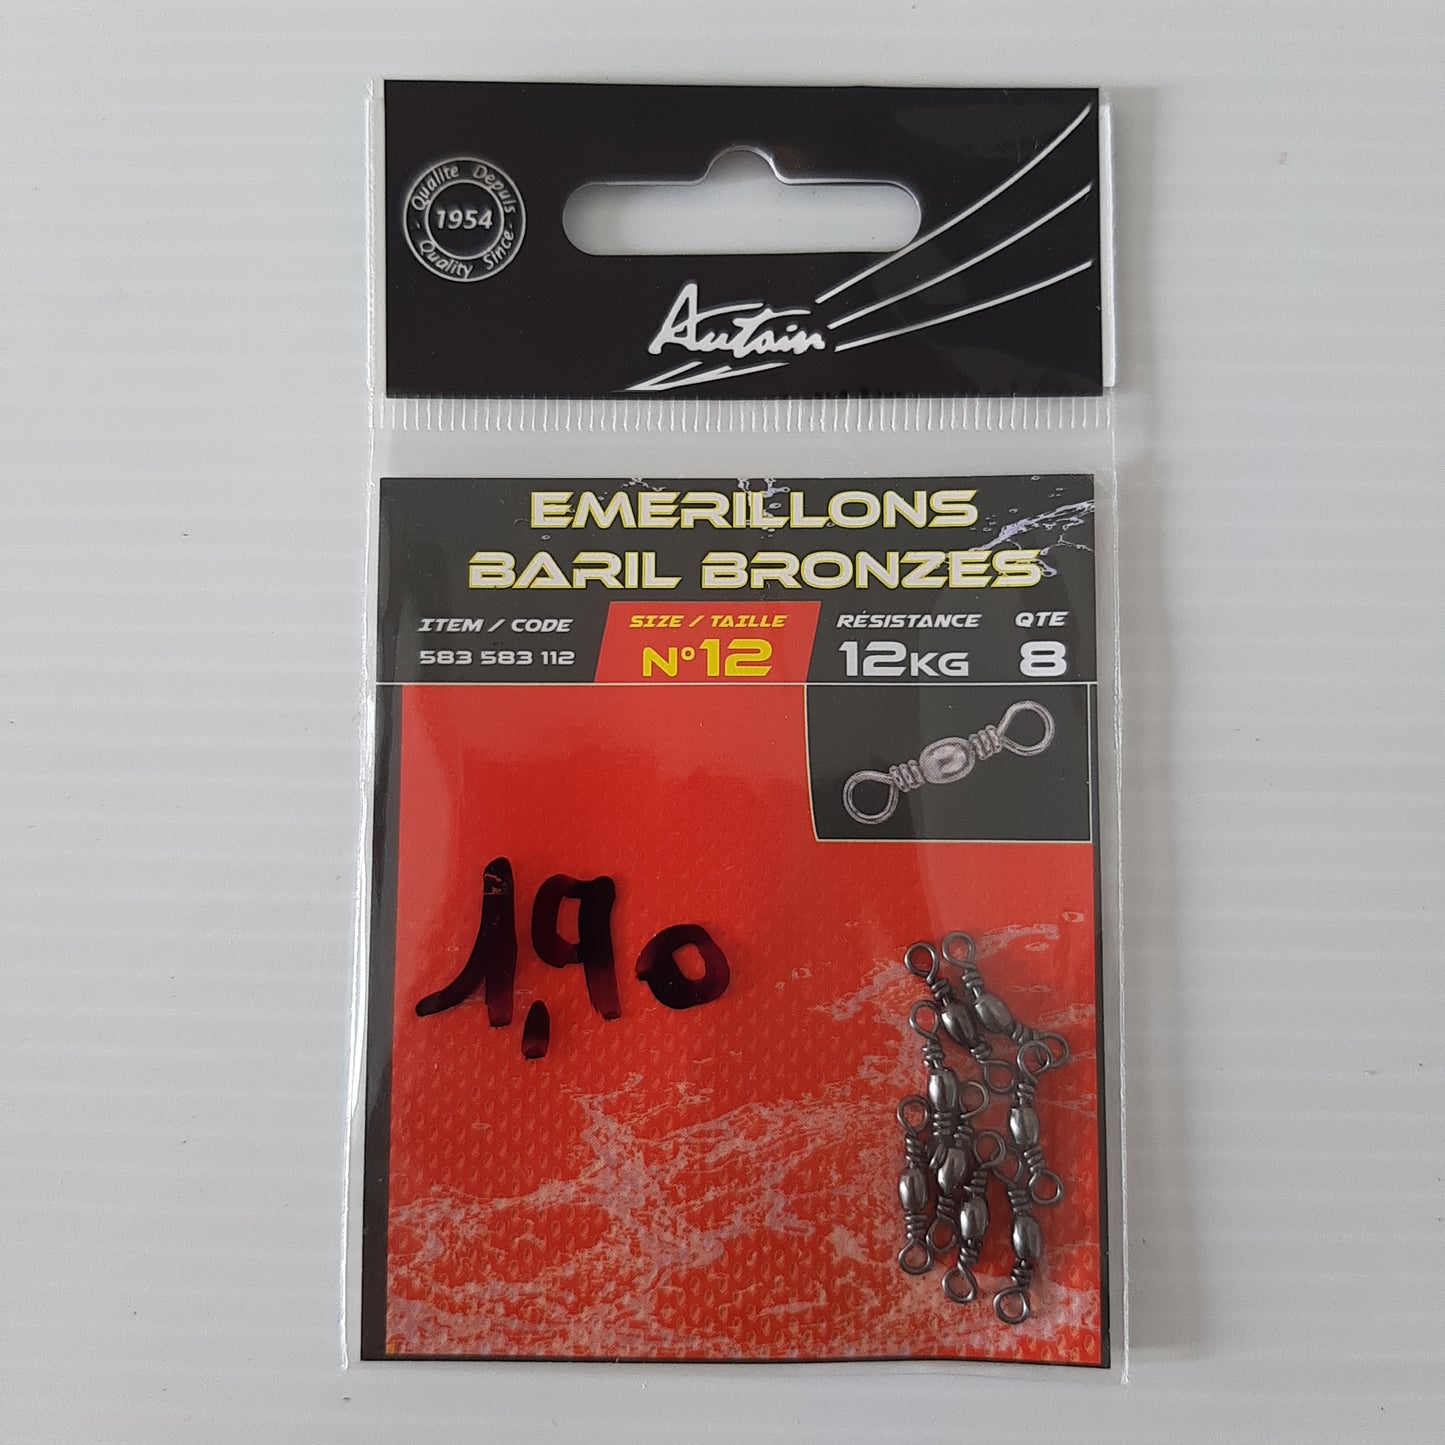 Qualité Depuis
1954
Quality Since
Autain
EMERILLONS
BARIL BRONZES
ITEM / CODE
583 583 112
SIZE / TAILLE
N°12
RÉSISTANCE
12KG
QTE
8
1,90